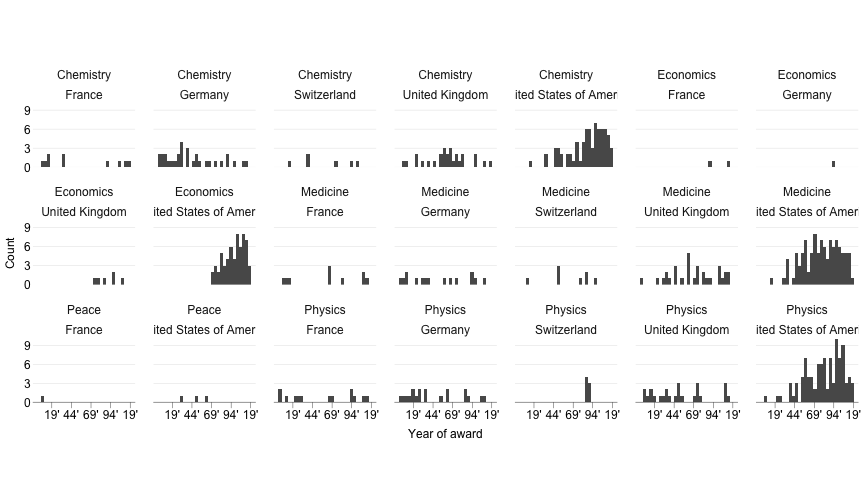 Chemistry Chemistry Chemistry Chemistry Chemistry Economics Economics
France Germany Switzerland United Kingdom ited States of Amer France Germany
9
6
3
0
Economics Economics Medicine Medicine Medicine Medicine Medicine
United Kingdom ited States of Amer France Germany Switzerland United Kingdom ited States of Amer
9
6
3
0
Count
Peace Peace Physics Physics Physics Physics Physics
France ited States of Amer France Germany Switzerland United Kingdom ited States of Amer
9
6
3
0
19' 44' 69' 94' 19' 19' 44' 69' 94' 19' 19' 44' 69' 94' 19' 19' 44' 69' 94' 19' 19' 44' 69' 94' 19' 19' 44' 69' 94' 19' 19' 44' 69' 94' 19'
Year of award